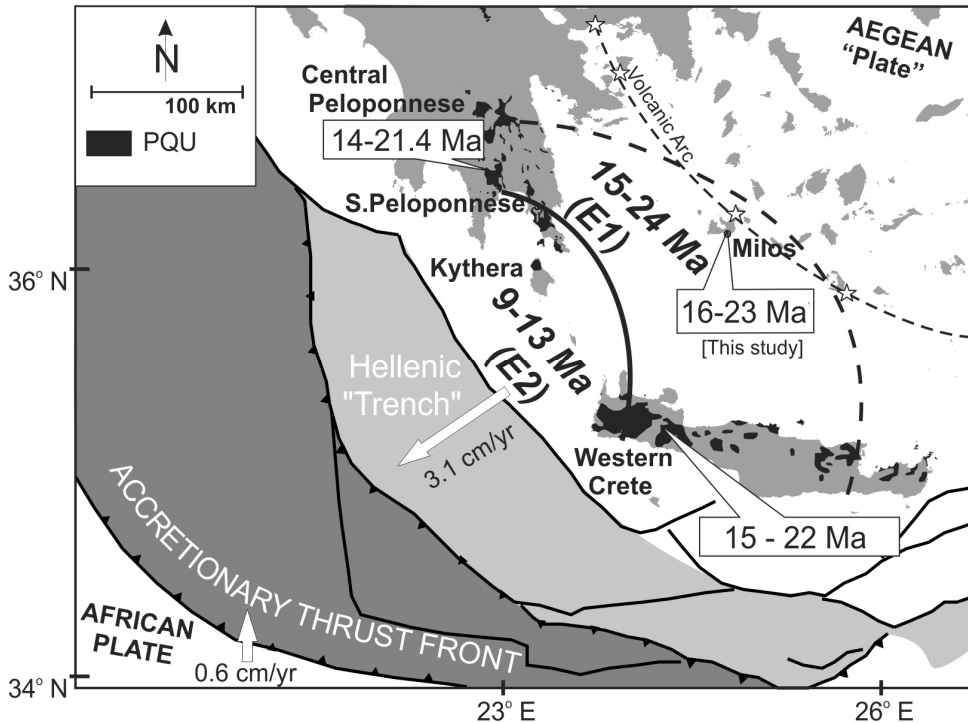 N
100 km
PQU
AEGEAN
“Plate”
Central
Peloponnese
14-21.4 Ma
Volcanic Arc
S.Peloponnese
15-24 Ma
(E1)
Milos
36° N
Kythera
16-23 Ma
[This study]
9-13 Ma
(E2)
Hellenic
"Trench"
3.1 cm/yr
Western
Crete
15 - 22 Ma
ACCRETIONARY THRUST FRONT
AFRICAN
PLATE
0.6 cm/yr
34° N
23° E
26° E